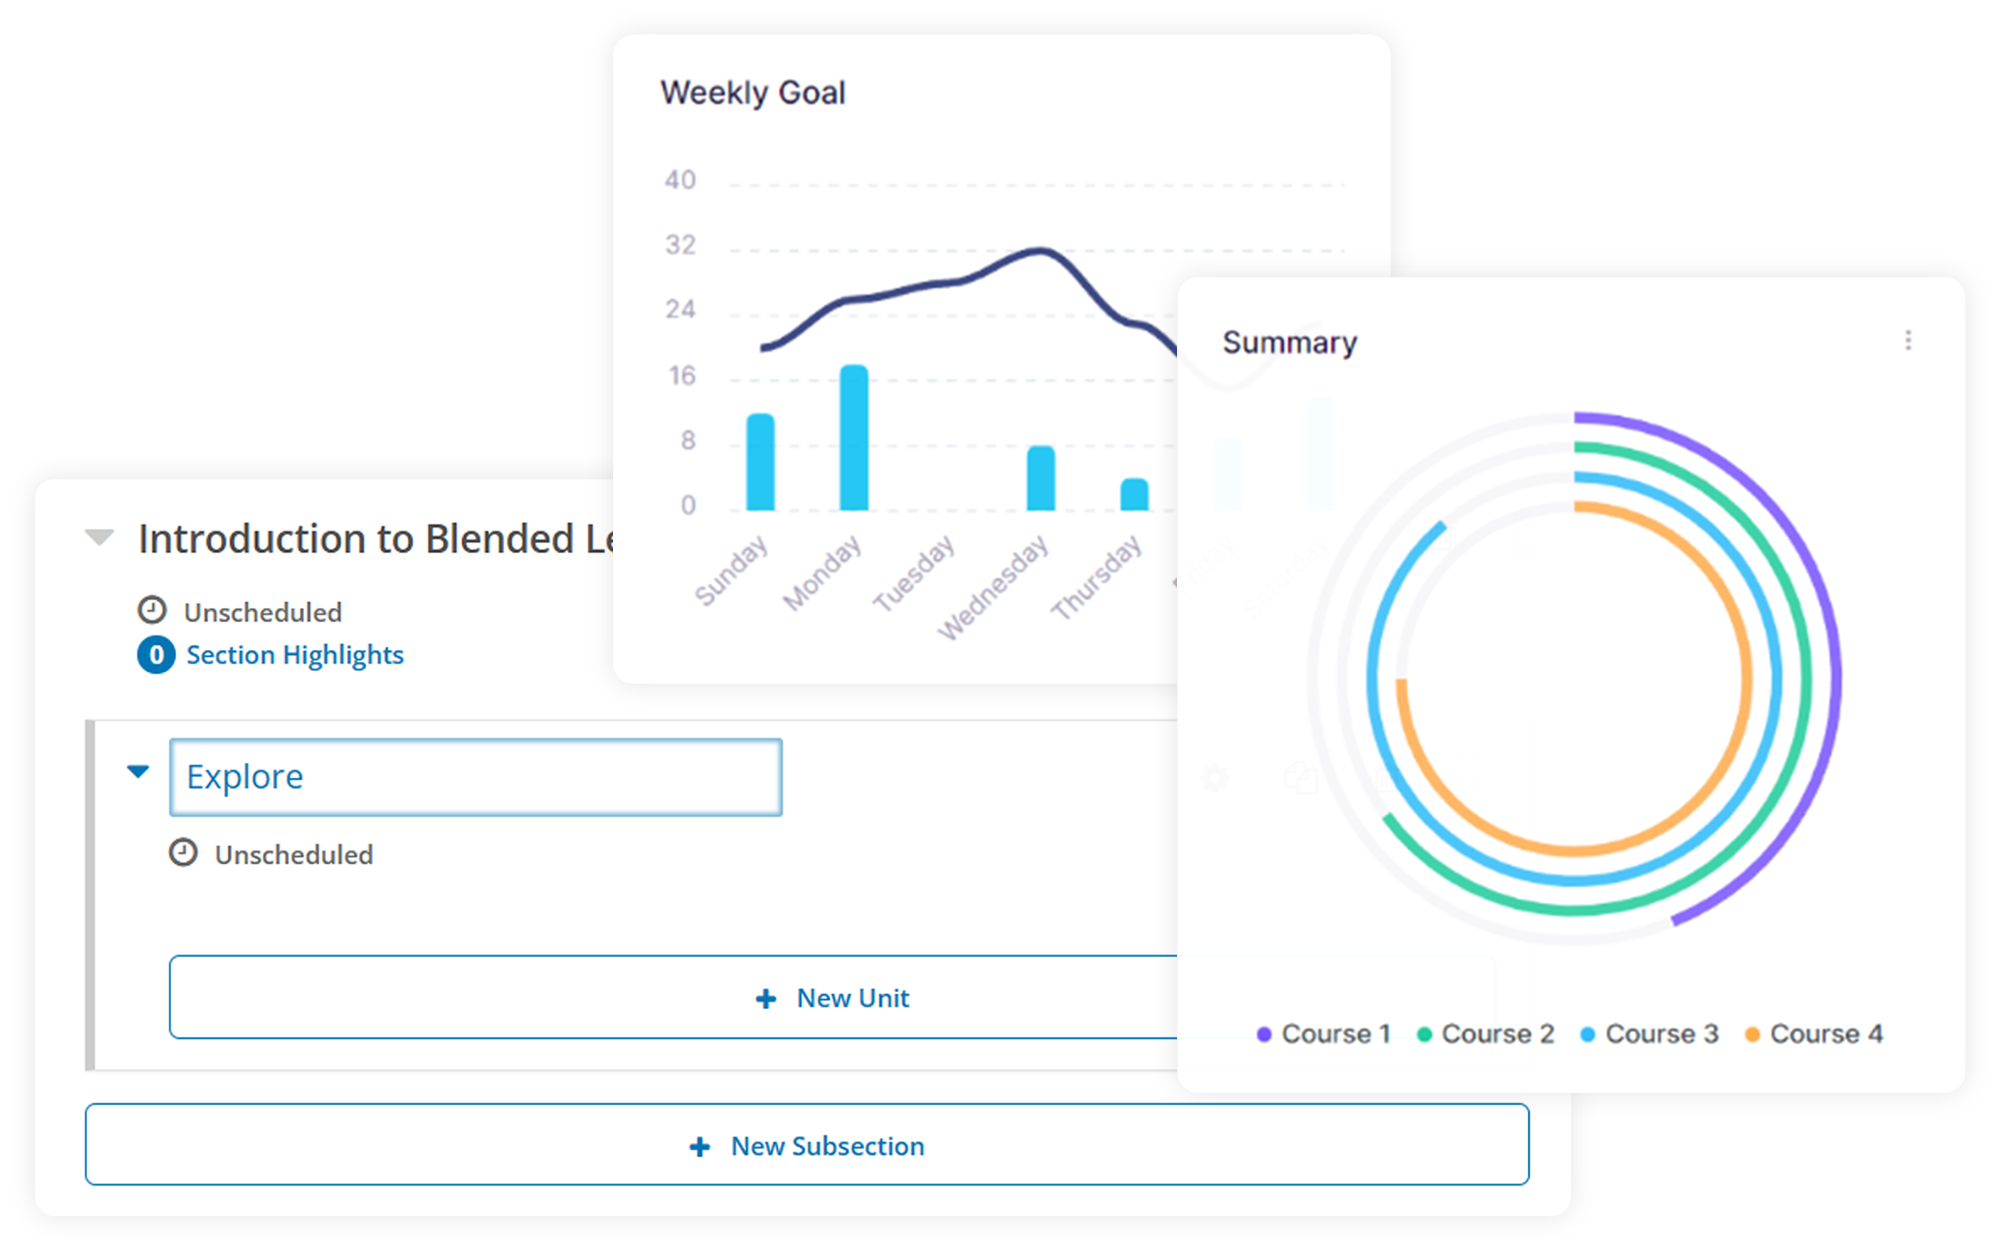 Weekly Goal
40
32
24
16
8
0
Sunday
Monday
Tuesday
Wednesday
Thursday
Summary
Course 1
Course 2
Course 3
Course 4
Introduction to Blended
Unscheduled
0 Section Highlights
Explore
Unscheduled
New Unit
New Subsection